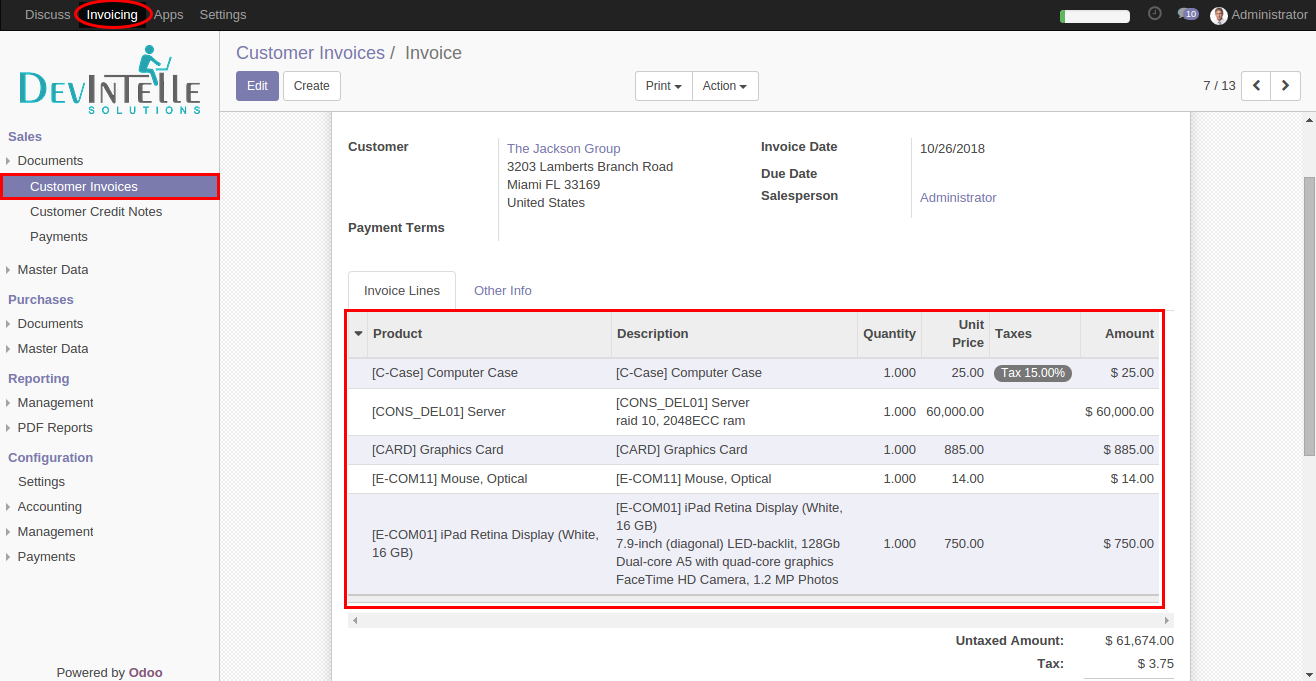 Discuss Invoicing Apps Settings 10 Administrator
DEVINTELLE
SOLUTIONS
Sales
Documents
Customer Invoices
Customer Credit Notes
Payments
Master Data
Purchases
Documents
Master Data
Reporting
Management
PDF Reports
Configuration
Settings
Accounting
Management
Payments
Powered by Odoo
Customer Invoices / Invoice
Edit Create Print Action 7 / 13
Customer
The Jackson Group
3203 Lamberts Branch Road
Miami FL 33169
United States
Payment Terms
Invoice Date 10/26/2018
Due Date
Salesperson Administrator
Invoice Lines Other Info
Product Description Quantity Unit Price Taxes Amount
[C-Case] Computer Case [C-Case] Computer Case 1.000 25.00 Tax 15.00% $ 25.00
[CONS_DEL01] Server [CONS_DEL01] Server
raid 10, 2048ECC ram 1.000 60,000.00 $ 60,000.00
[CARD] Graphics Card [CARD] Graphics Card 1.000 885.00 $ 885.00
[E-COM11] Mouse, Optical [E-COM11] Mouse, Optical 1.000 14.00 $ 14.00
[E-COM01] iPad Retina Display (White,
16 GB)
[E-COM01] iPad Retina Display (White,
16 GB)
7.9-inch (diagonal) LED-backlit, 128Gb
Dual-core A5 with quad-core graphics
FaceTime HD Camera, 1.2 MP Photos
1.000 750.00 $ 750.00
Untaxed Amount: $ 61,674.00
Tax: $ 3.75